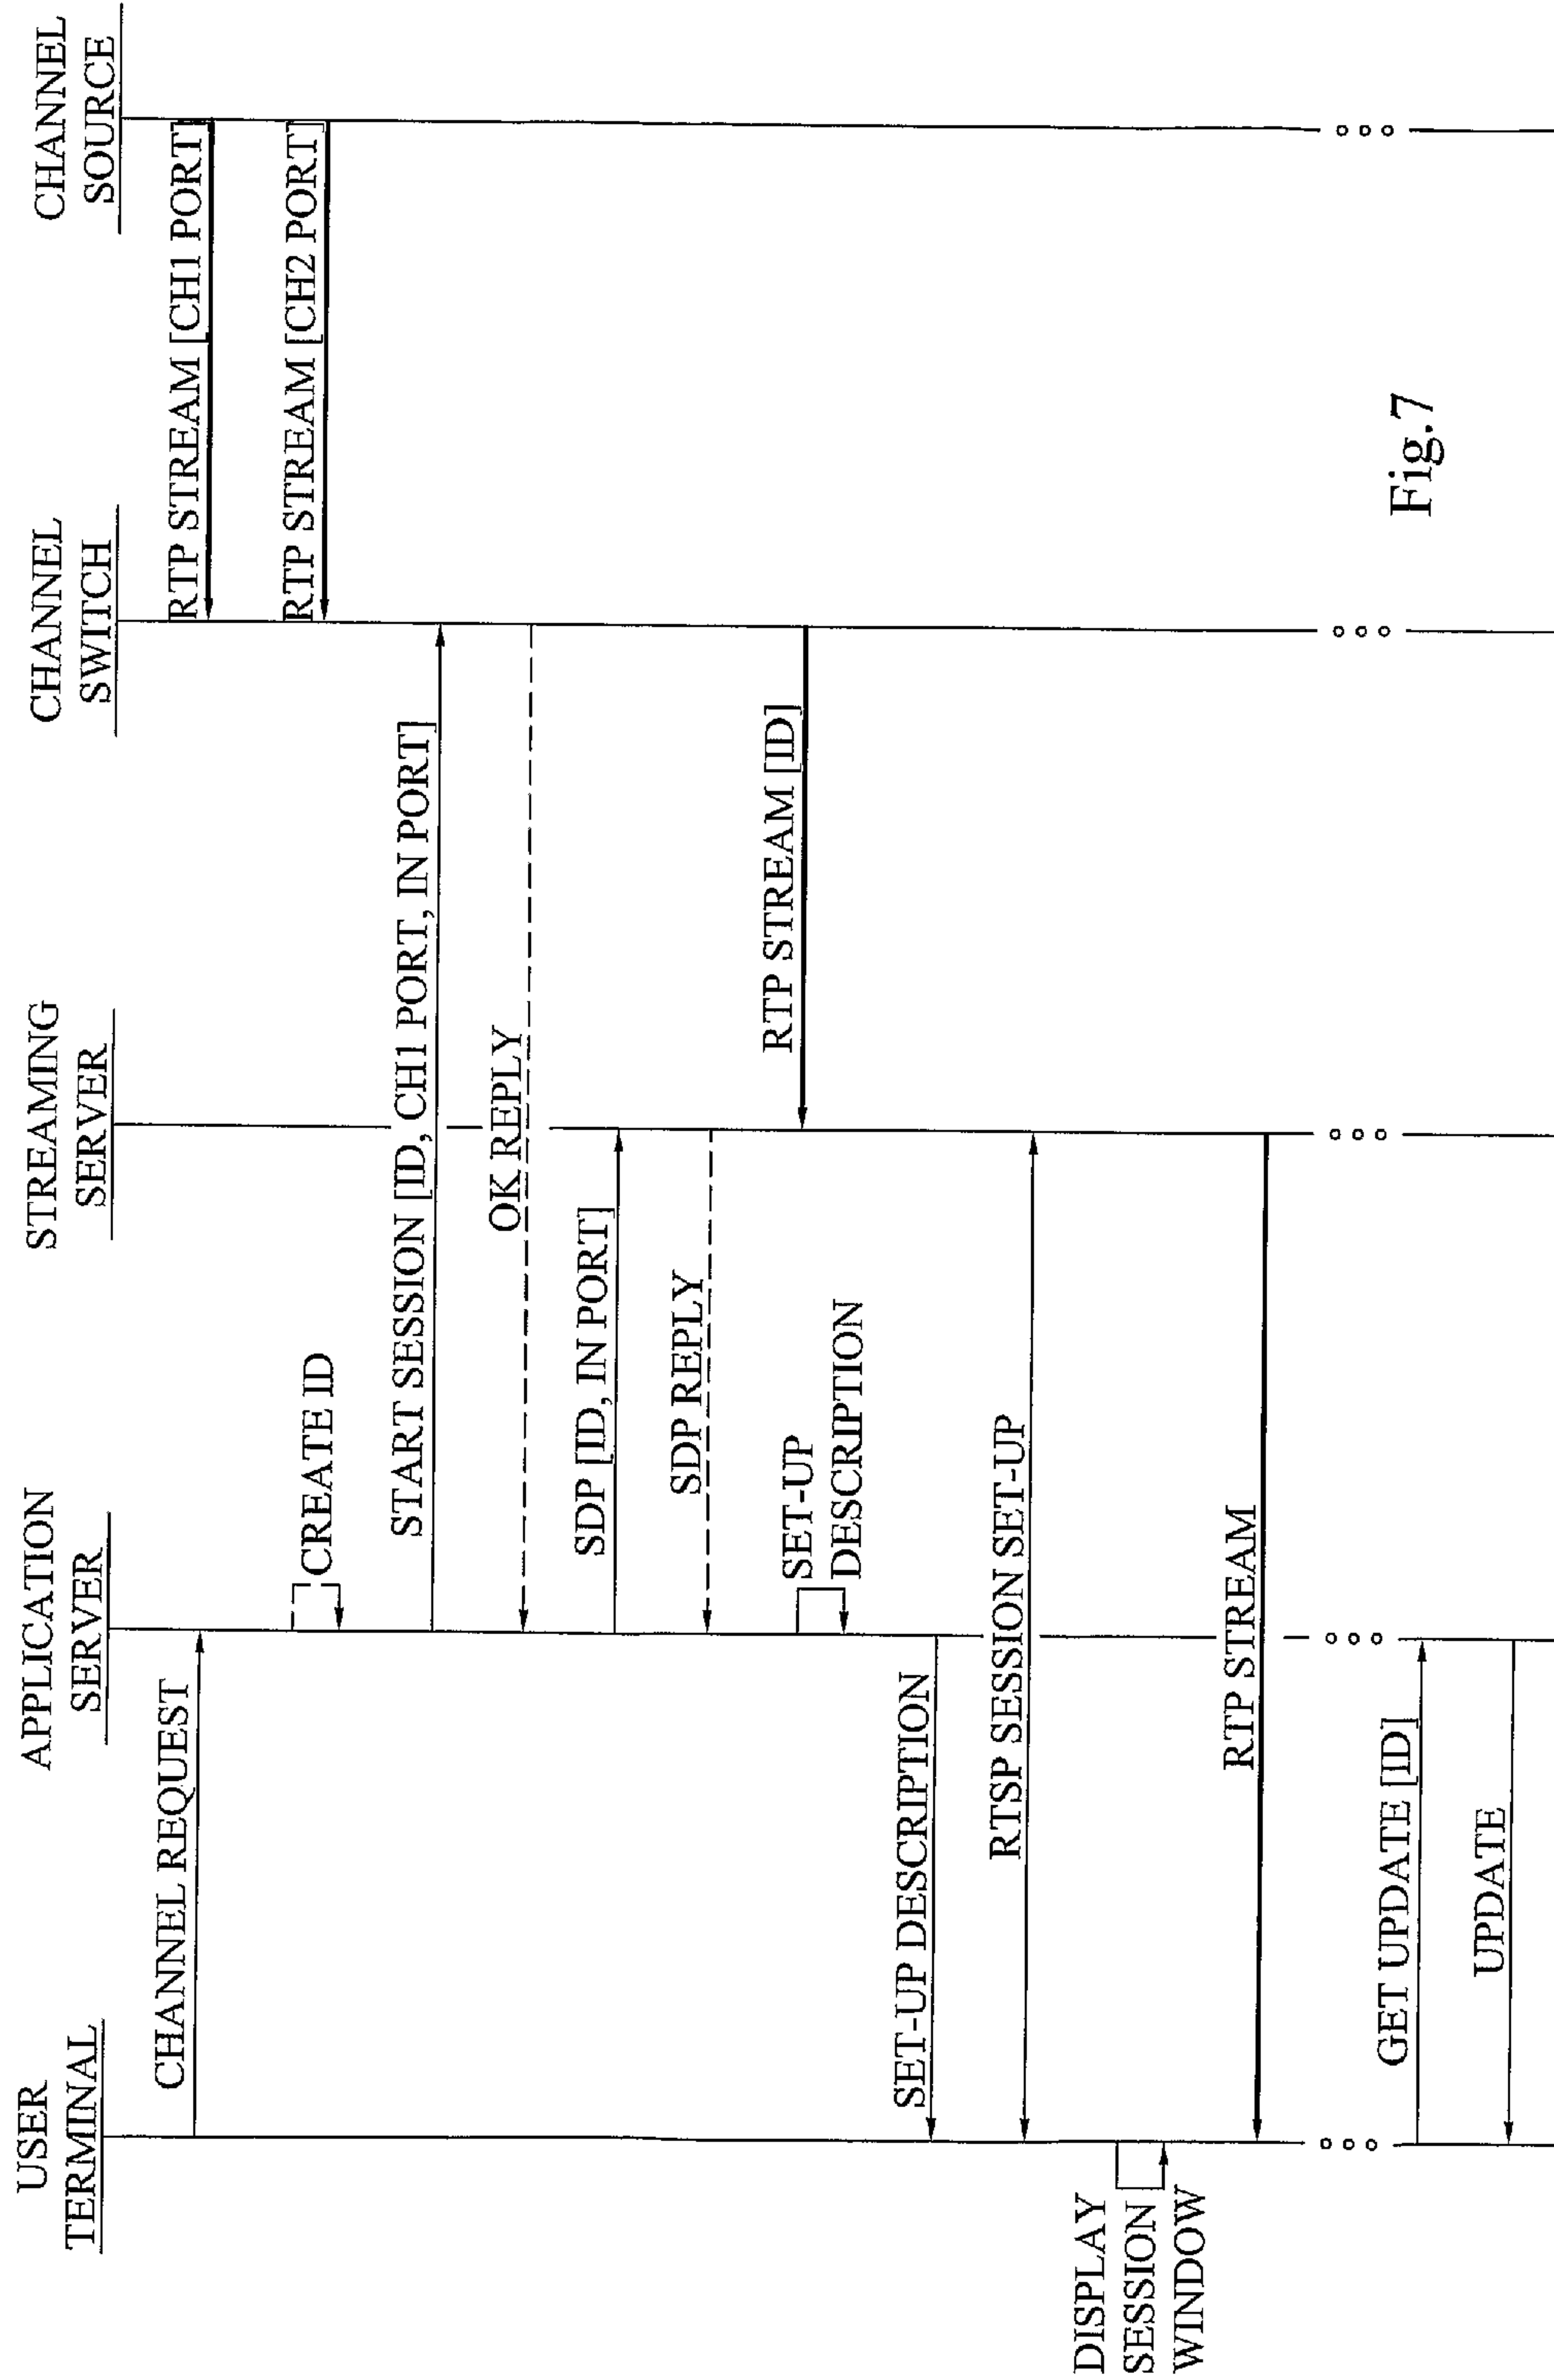 USER
TERMINAL
APPLICATION
SERVER
STREAMING
SERVER
CHANNEL
SWITCH
CHANNEL
SOURCE
CHANNEL REQUEST
RTP STREAM [CH1 PORT]
CREATE ID
RTP STREAM [CH2 PORT]
START SESSION [ID, CH1 PORT, IN PORT]
OK REPLY
SDP [ID, IN PORT]
SDP REPLY
SET-UP
DESCRIPTION
RTP STREAM [ID]
SET-UP DESCRIPTION
RTSP SESSION SET-UP
DISPLAY
SESSION
WINDOW
RTP STREAM
GET UPDATE [ID]
UPDATE
Fig.7